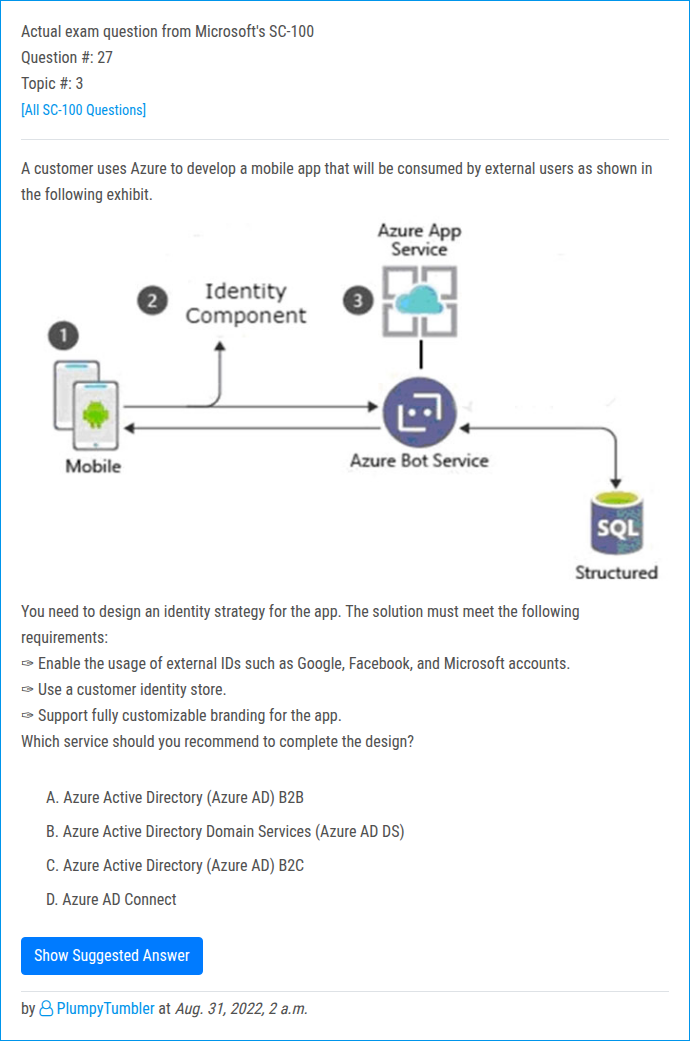 Actual exam question from Microsoft's SC-100
Question #: 27
Topic #: 3
[All SC-100 Questions]
A customer uses Azure to develop a mobile app that will be consumed by external users as shown in
the following exhibit.
Azure App
Service
2
Identity
Component
3
1
Mobile
Azure Bot Service
SQL
Structured
You need to design an identity strategy for the app. The solution must meet the following
requirements:
✑ Enable the usage of external IDs such as Google, Facebook, and Microsoft accounts.
✑ Use a customer identity store.
✑ Support fully customizable branding for the app.
Which service should you recommend to complete the design?
A. Azure Active Directory (Azure AD) B2B
B. Azure Active Directory Domain Services (Azure AD DS)
C. Azure Active Directory (Azure AD) B2C
D. Azure AD Connect
Show Suggested Answer
by PlumpyTumbler at Aug. 31, 2022, 2 a.m.